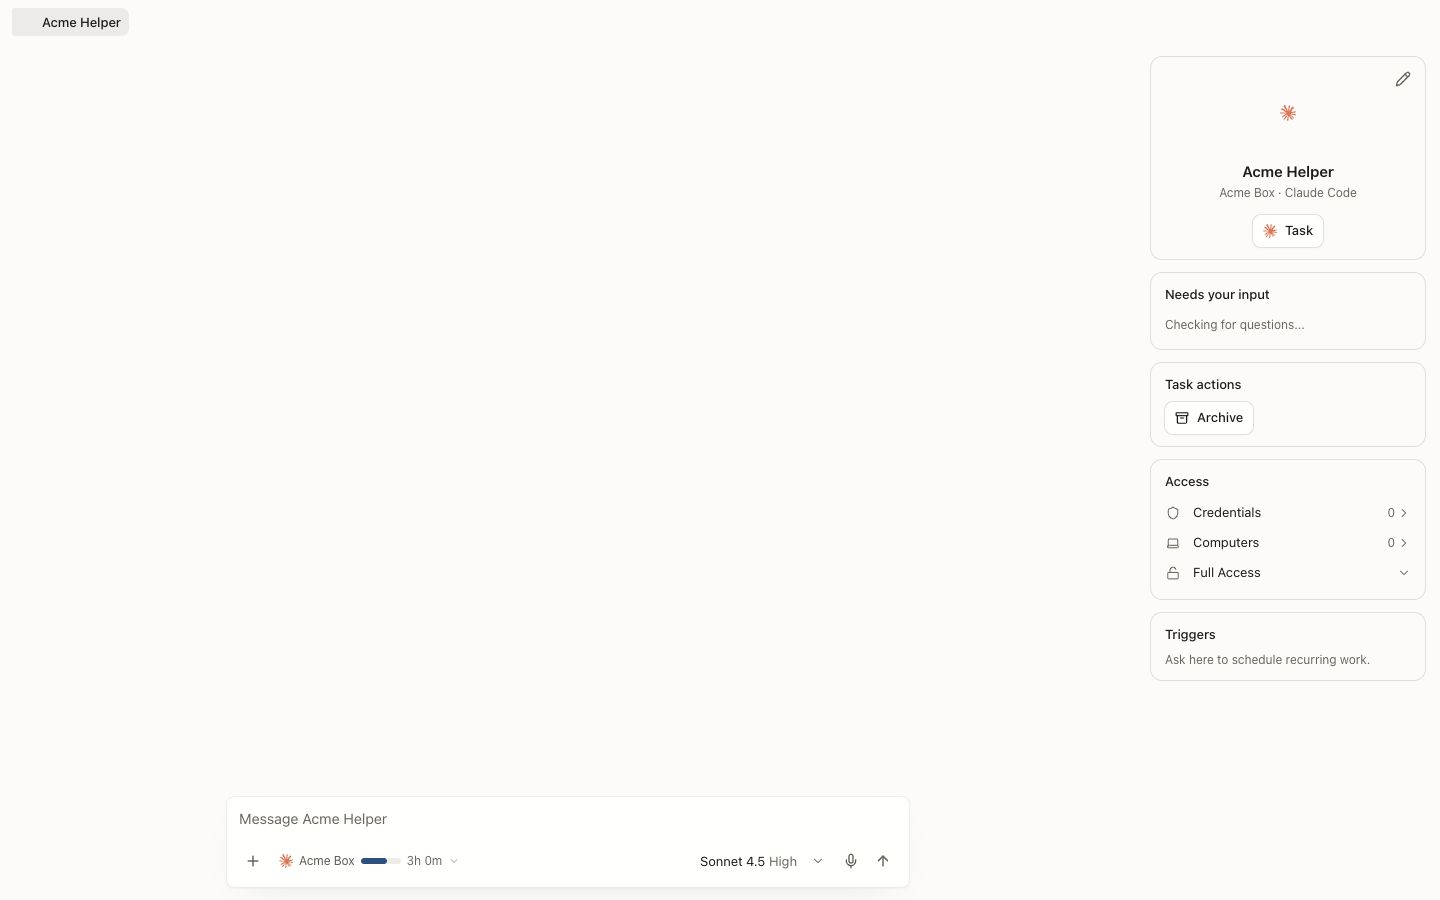 Acme Helper
Acme Helper
Acme Box · Claude Code
Task
Needs your input
Checking for questions...
Task actions
Archive
Access
Credentials 0
Computers 0
Full Access
Triggers
Ask here to schedule recurring work.
Message Acme Helper
Acme Box 3h 0m
Sonnet 4.5 High